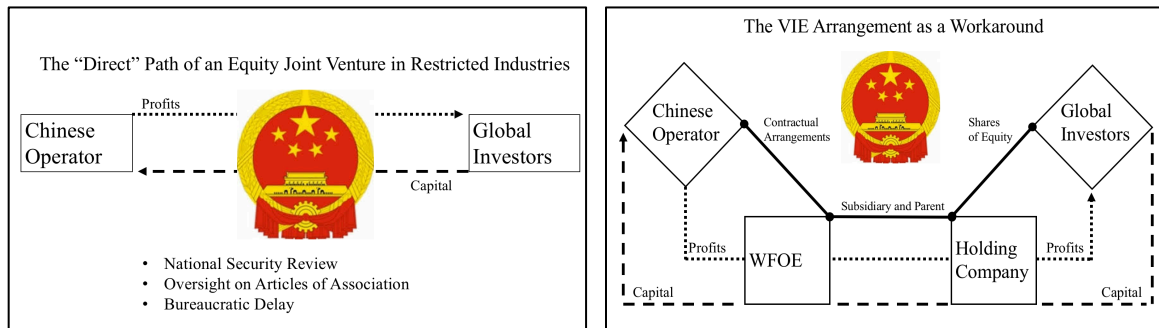 The “Direct” Path of an Equity Joint Venture in Restricted Industries
Profits
Chinese
Operator
Global
Investors
Capital
• National Security Review
• Oversight on Articles of Association
• Bureaucratic Delay
The VIE Arrangement as a Workaround
Chinese
Operator
Contractual
Arrangements
Shares
of Equity
Global
Investors
Subsidiary and Parent
Profits
WFOE
Holding
Company
Profits
Capital
Capital